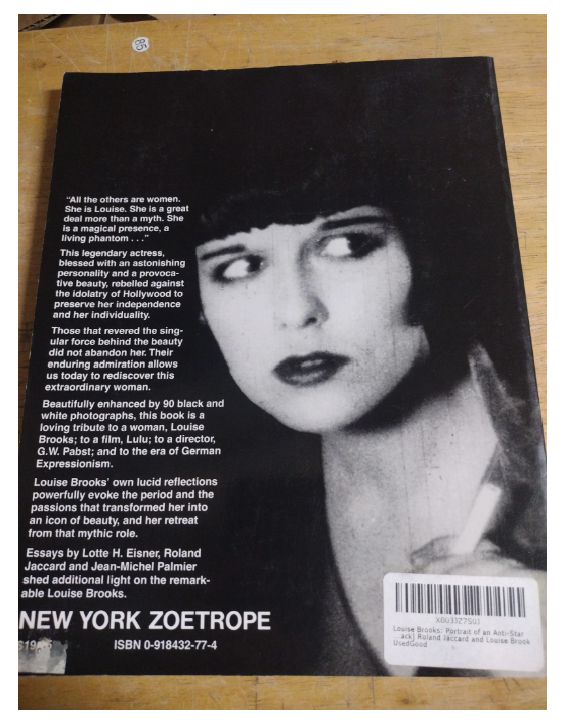 85
"All the others are women.
She is Louise. She is a great
deal more than a myth. She
is a magical presence, a
living phantom . . ."
This legendary actress,
blessed with an astonishing
personality and a provoca-
tive beauty, rebelled against
the idolatry of Hollywood to
preserve her independence
and her individuality.
Those that revered the sing-
ular force behind the beauty
did not abandon her. Their
enduring admiration allows
us today to rediscover this
extraordinary woman.
Beautifully enhanced by 90 black and
white photographs, this book is a
loving tribute to a woman, Louise
Brooks; to a film, Lulu; to a director,
G.W. Pabst; and to the era of German
Expressionism.
Louise Brooks' own lucid reflections
powerfully evoke the period and the
passions that transformed her into
an icon of beauty, and her retreat
from that mythic role.
Essays by Lotte H. Eisner, Roland
Jaccard and Jean-Michel Palmier
shed additional light on the remark-
able Louise Brooks.
NEW YORK ZOETROPE
ISBN 0-918432-77-4
Louise Brooks: Portrait of an Anti-Star
...ack] Roland Jaccard and Louise Brook
UsedGood